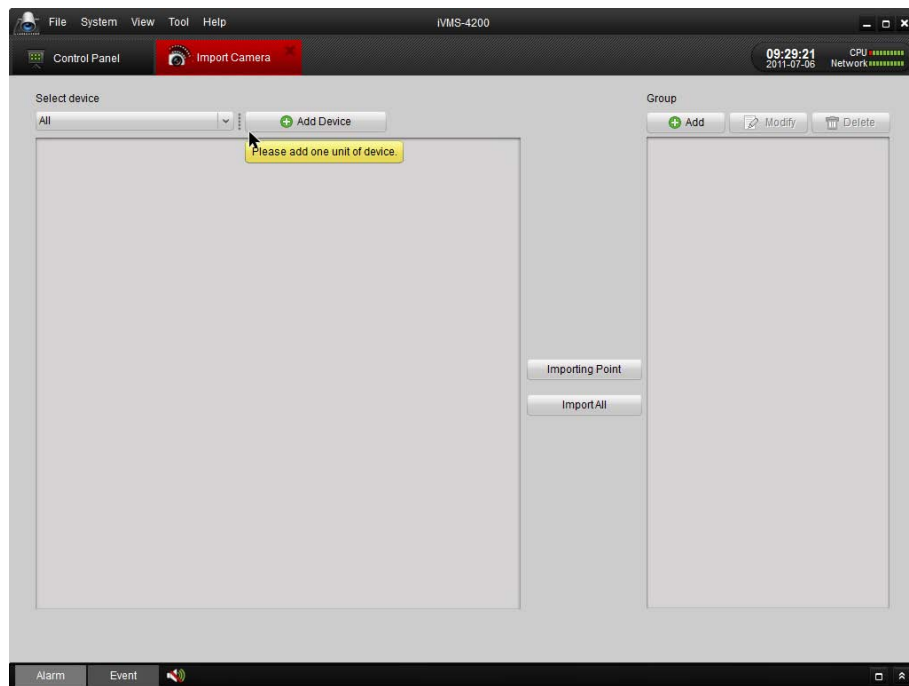 File System View Tool Help iVMS-4200
Control Panel Import Camera 09:29:21 CPU
2011-07-06 Network
Select device Group
All Add Device Add Modify Delete
Please add one unit of device.
Importing Point
Import All
Alarm Event